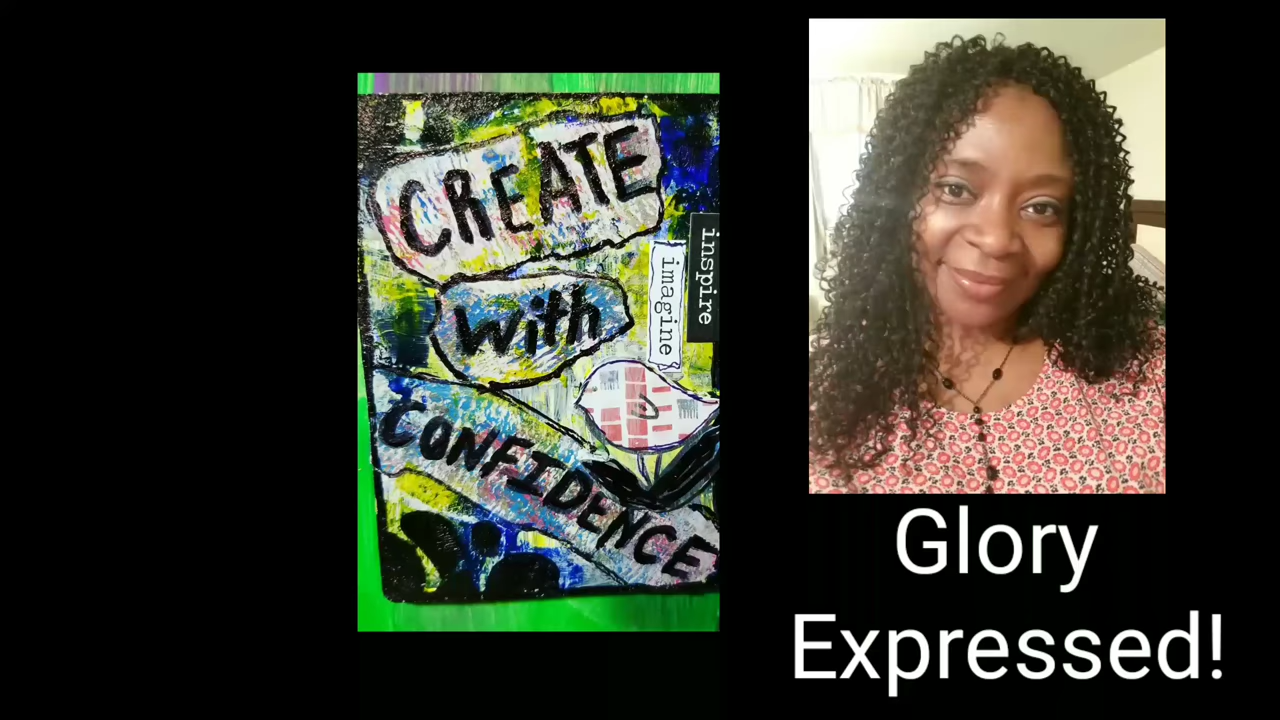 CREATE
with
CONFIDENCE
imagine
inspire
Glory
Expressed!